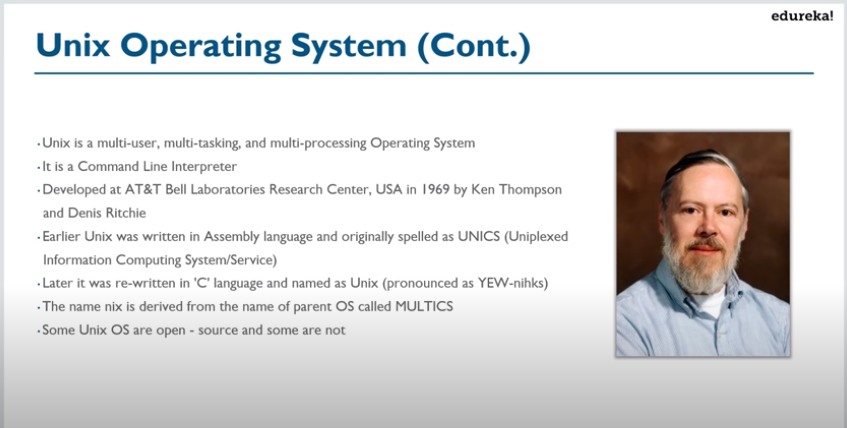 edureka!
Unix Operating System (Cont.)
·Unix is a multi-user, multi-tasking, and multi-processing Operating System
·It is a Command Line Interpreter
·Developed at AT&T Bell Laboratories Research Center, USA in 1969 by Ken Thompson
and Denis Ritchie
·Earlier Unix was written in Assembly language and originally spelled as UNICS (Uniplexed
Information Computing System/Service)
·Later it was re-written in 'C' language and named as Unix (pronounced as YEW-nihks)
·The name nix is derived from the name of parent OS called MULTICS
·Some Unix OS are open - source and some are not